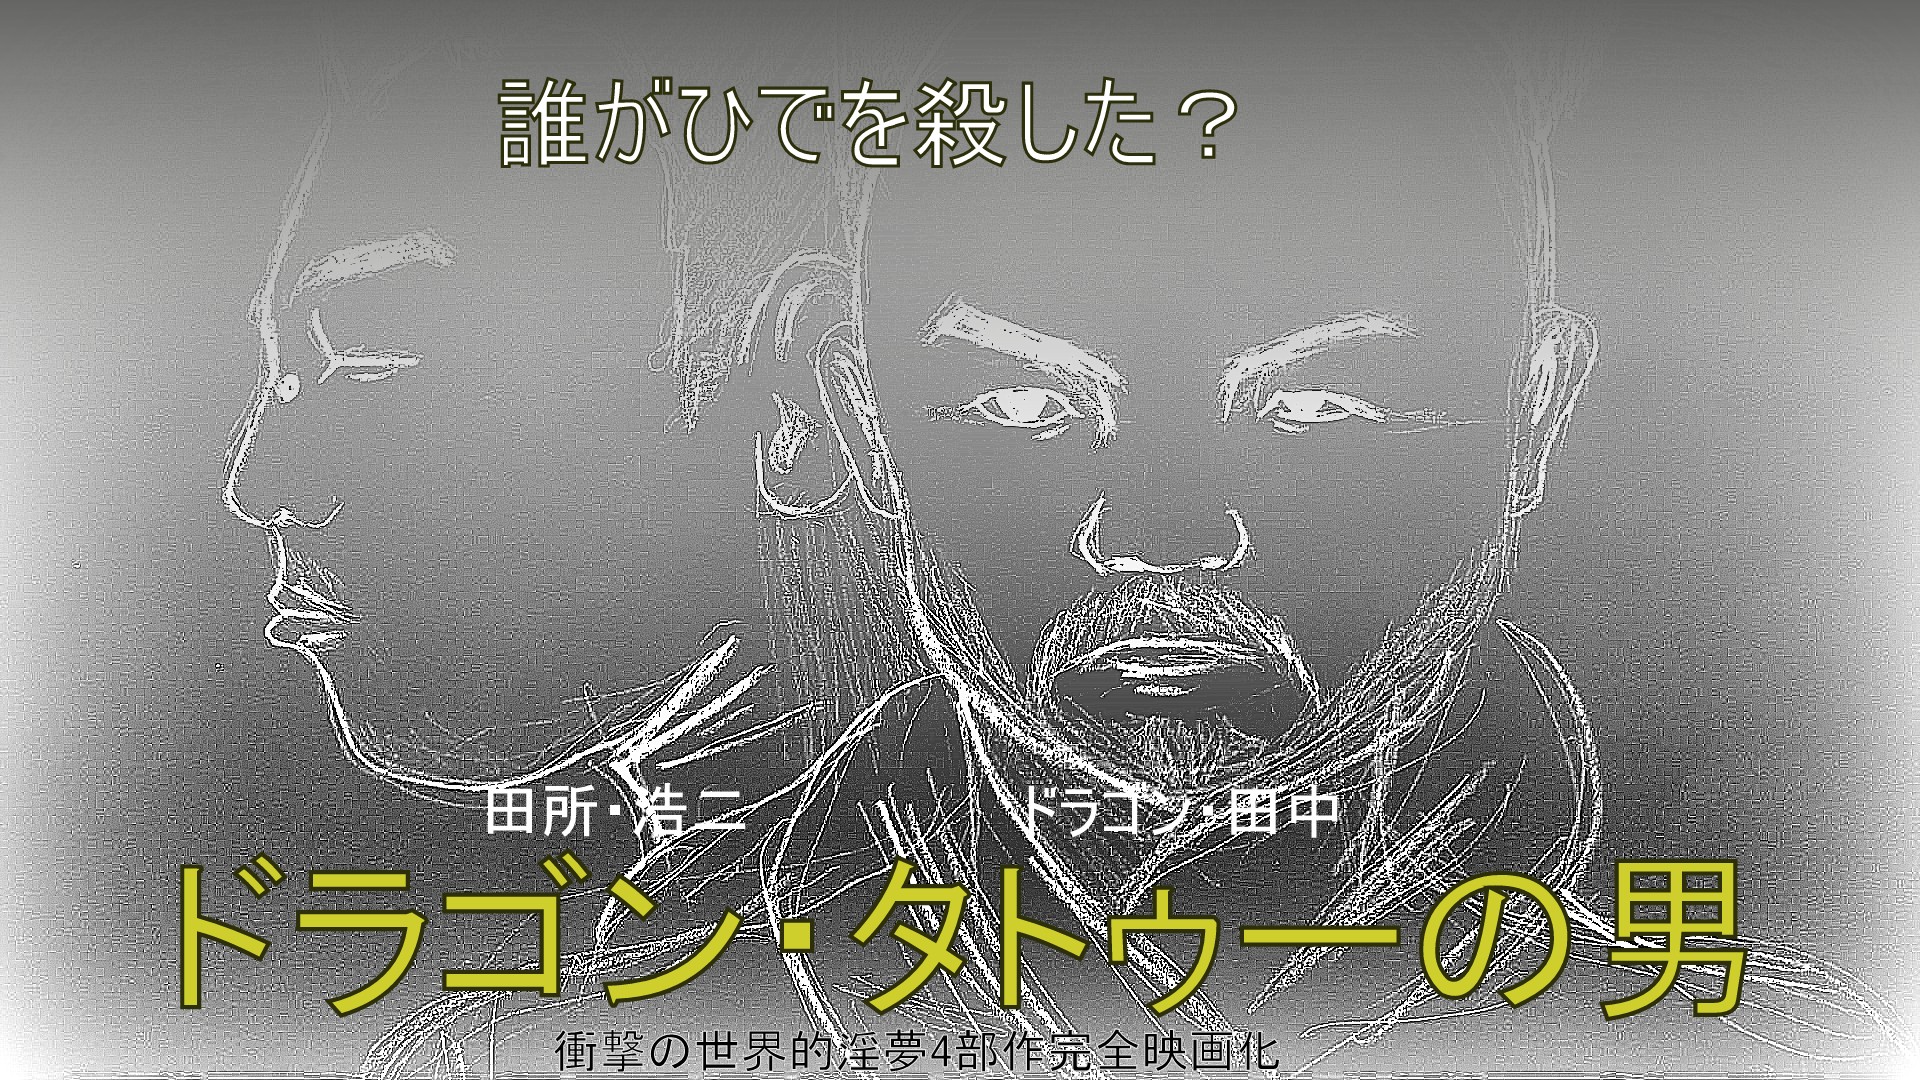 誰がひでを殺した？
田所・浩二　ドラゴン・田中
ドラゴン・タトゥーの男
衝撃の世界的淫夢4部作完全映画化